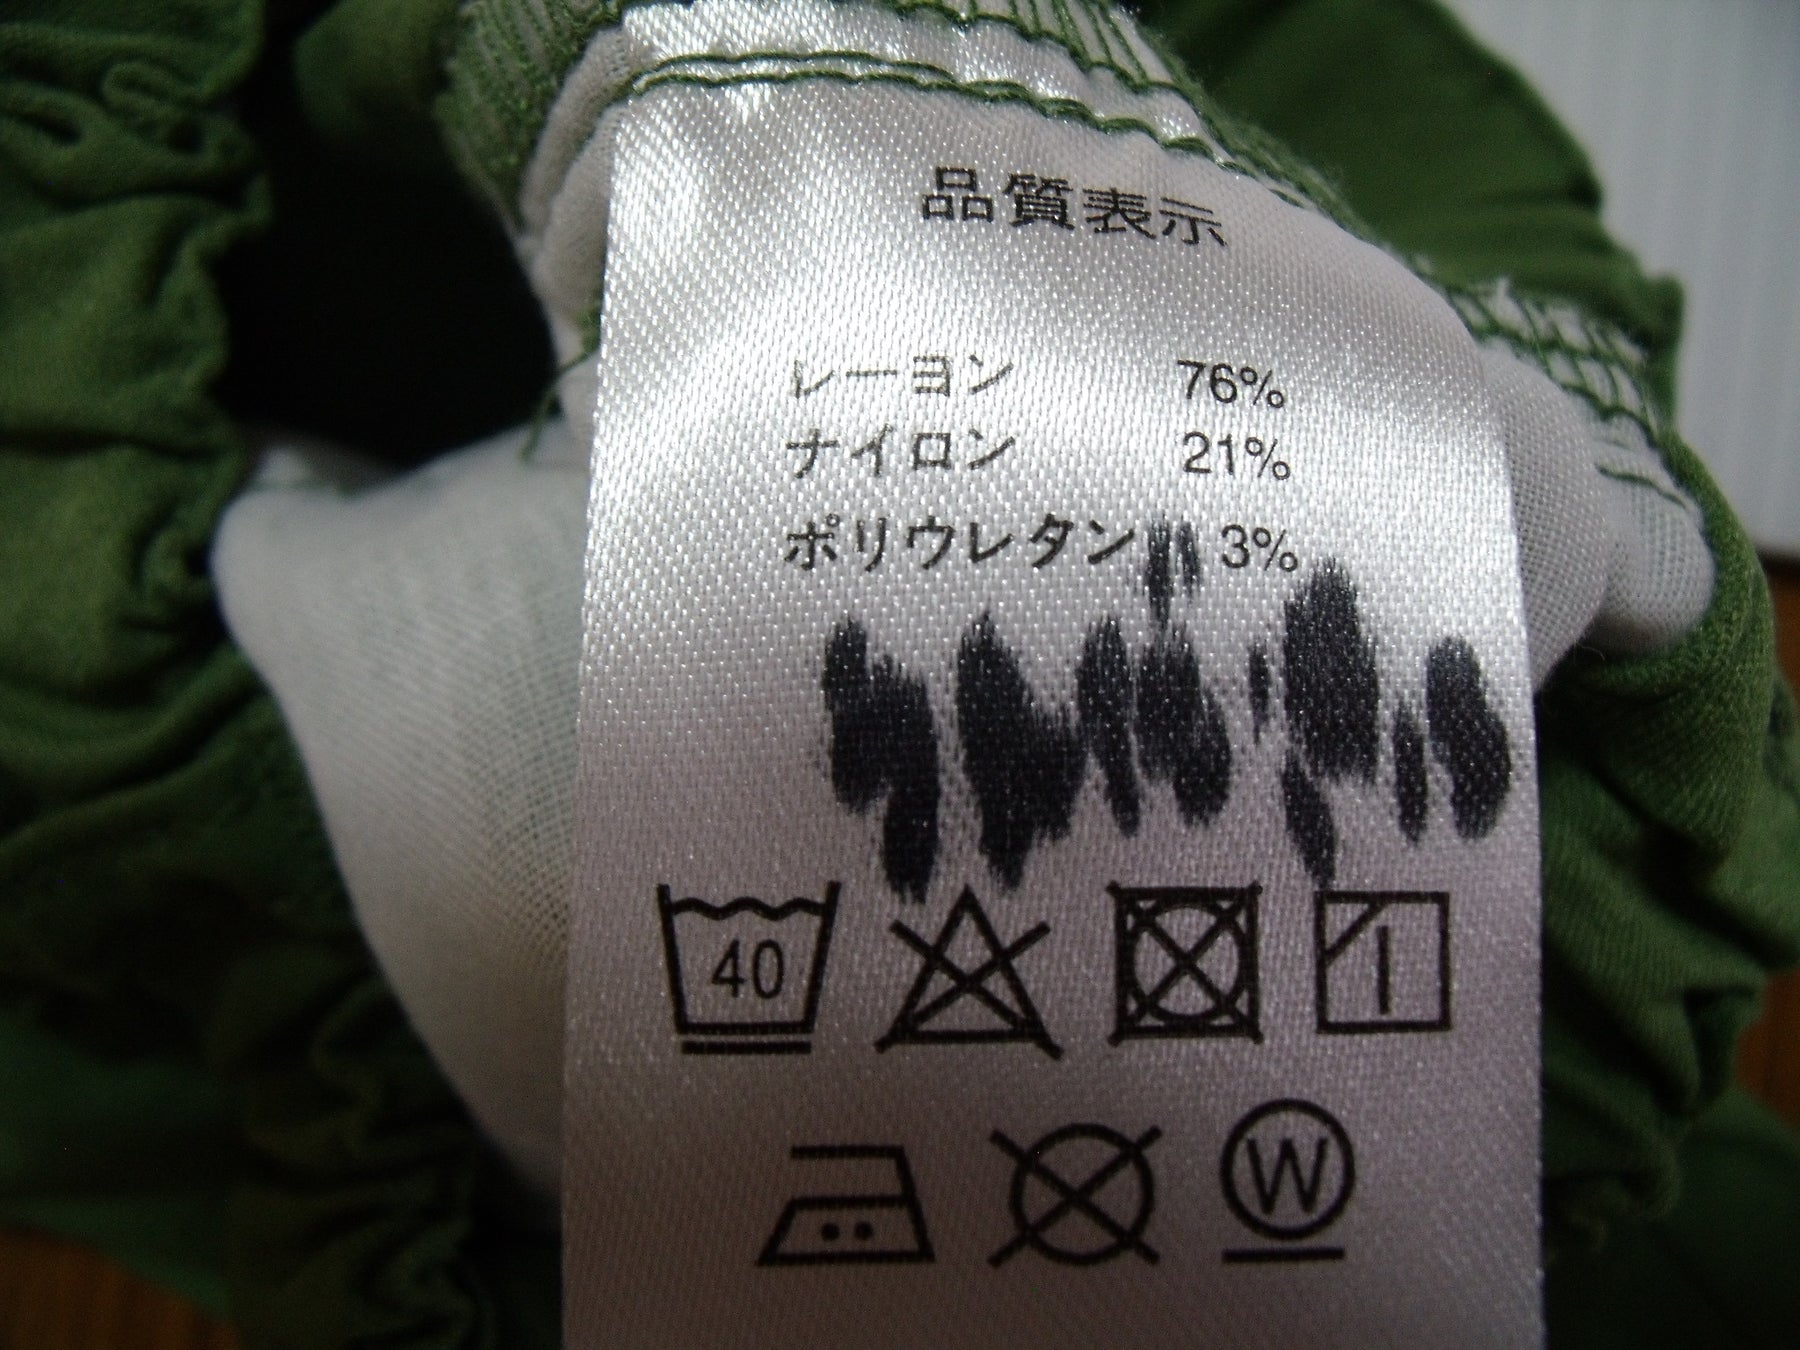 品質表示
レーヨン 76%
ナイロン 21%
ポリウレタン 3%
40
W